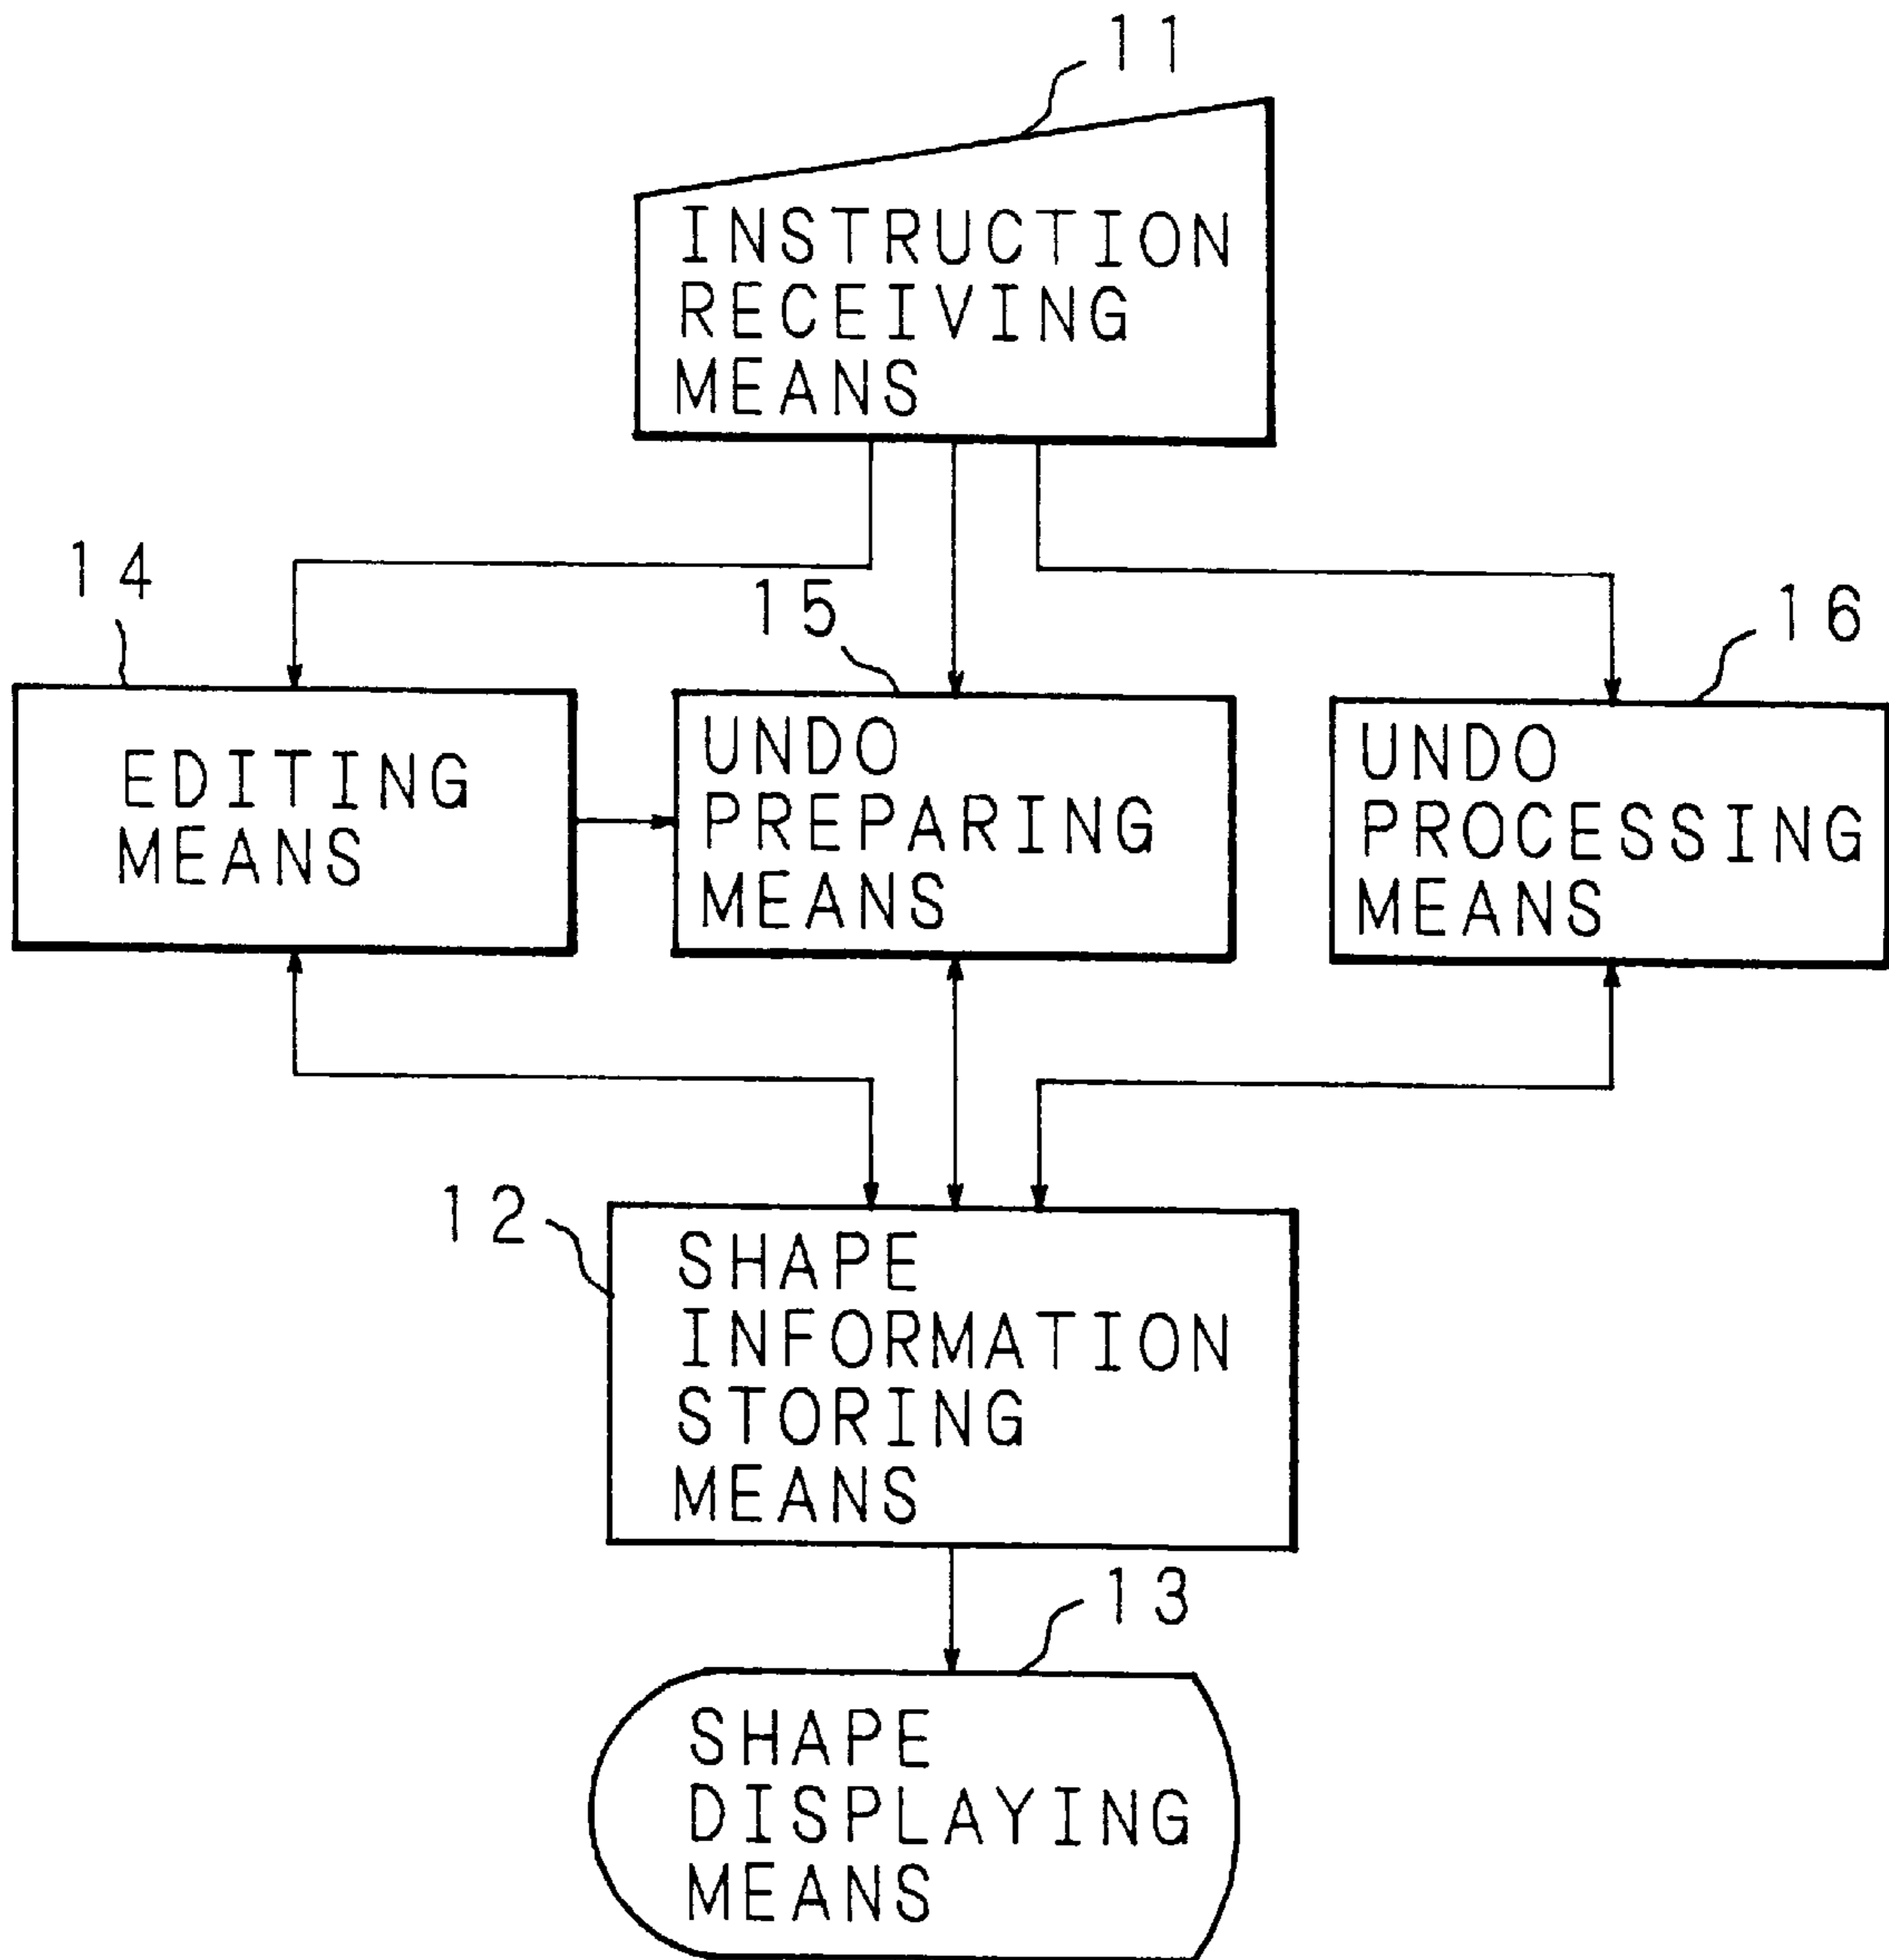 11
INSTRUCTION
RECEIVING
MEANS
14
15
16
EDITING
MEANS
UNDO
PREPARING
MEANS
UNDO
PROCESSING
MEANS
12
SHAPE
INFORMATION
STORING
MEANS
13
SHAPE
DISPLAYING
MEANS